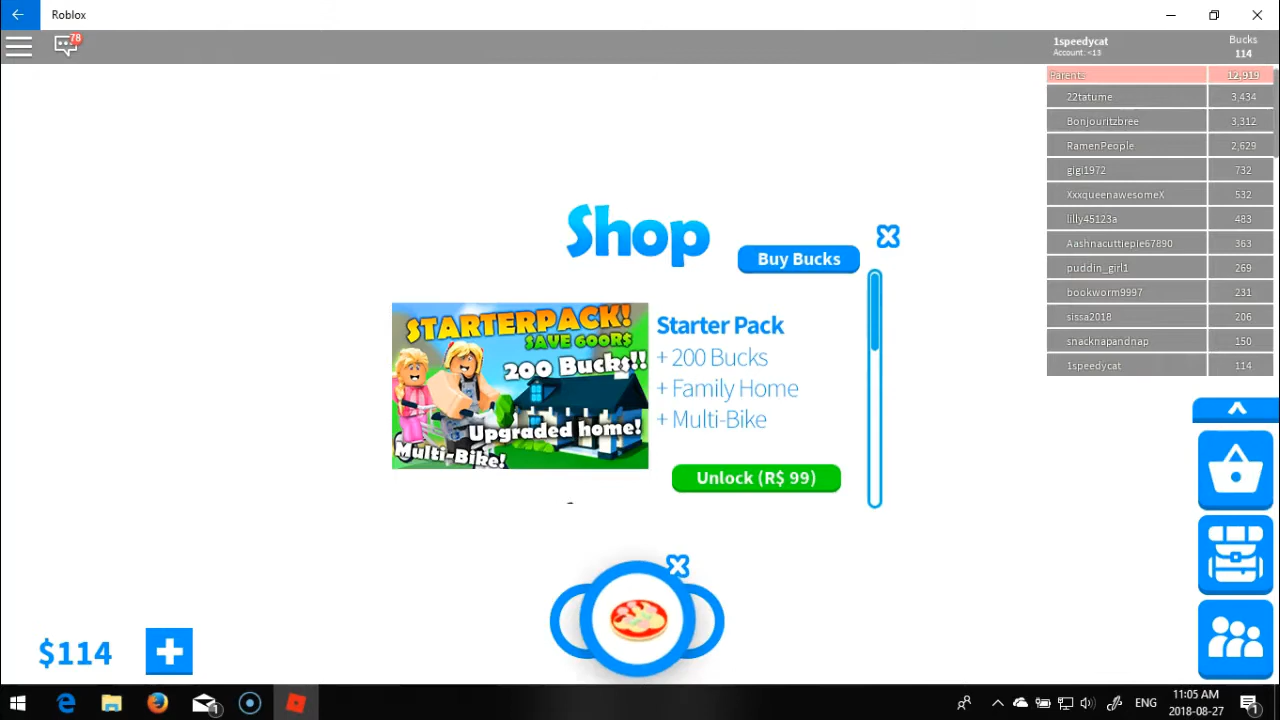 Roblox
78
1speedycat
Account: <13
Bucks
114
Parents 12,919
22tatume 3,434
Bonjouritzbree 3,312
RamenPeople 2,629
gigi1972 732
XxxqueenawesomeX 532
lilly45123a 483
Aashnacuttiepie67890 363
puddin_girl1 269
bookworm9997 231
sissa2018 206
snacknapandnap 150
1speedycat 114
Shop
Buy Bucks
STARTERPACK!
SAVE 600R$
200 Bucks!!
Upgraded home!
Multi-Bike!
Starter Pack
+ 200 Bucks
+ Family Home
+ Multi-Bike
Unlock (R$ 99)
$114
1
ENG
11:05 AM
2018-08-27
1